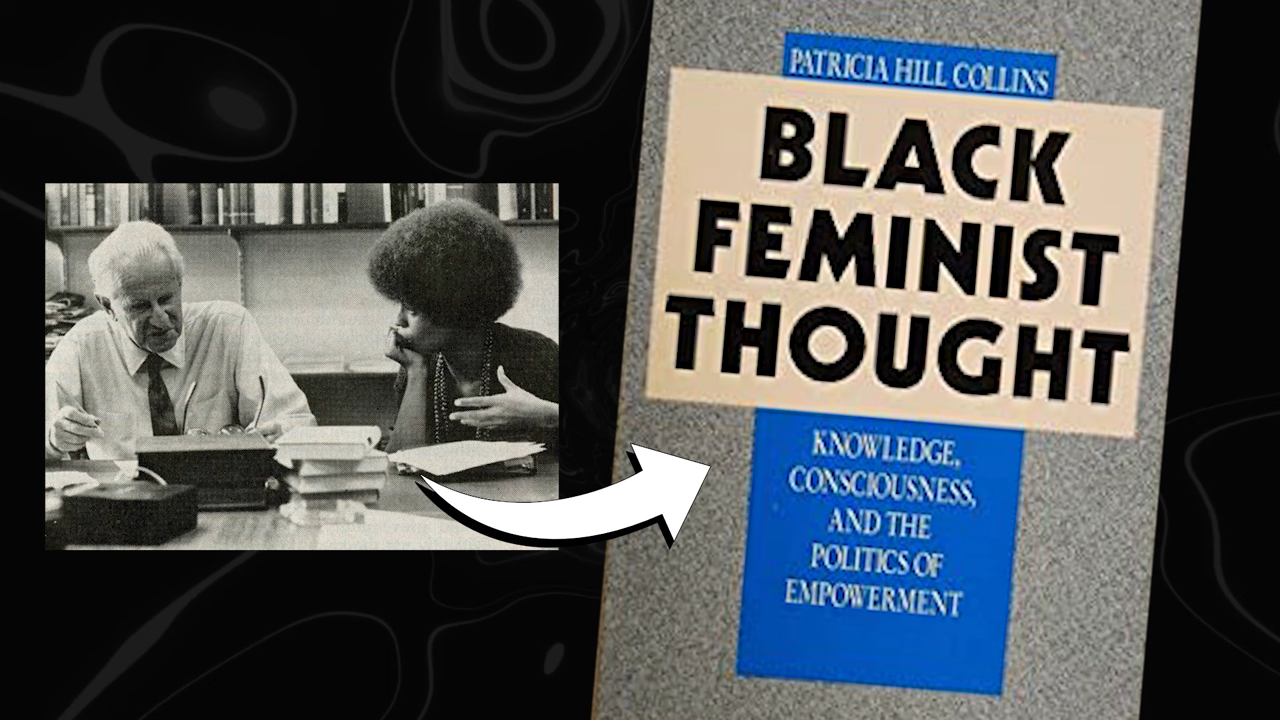 PATRICIA HILL COLLINS
BLACK
FEMINIST
THOUGHT
KNOWLEDGE,
CONSCIOUSNESS,
AND THE
POLITICS OF
EMPOWERMENT